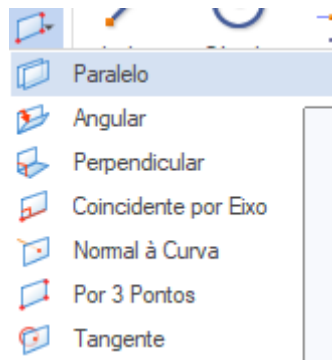 Paralelo
Angular
Perpendicular
Coincidente por Eixo
Normal à Curva
Por 3 Pontos
Tangente